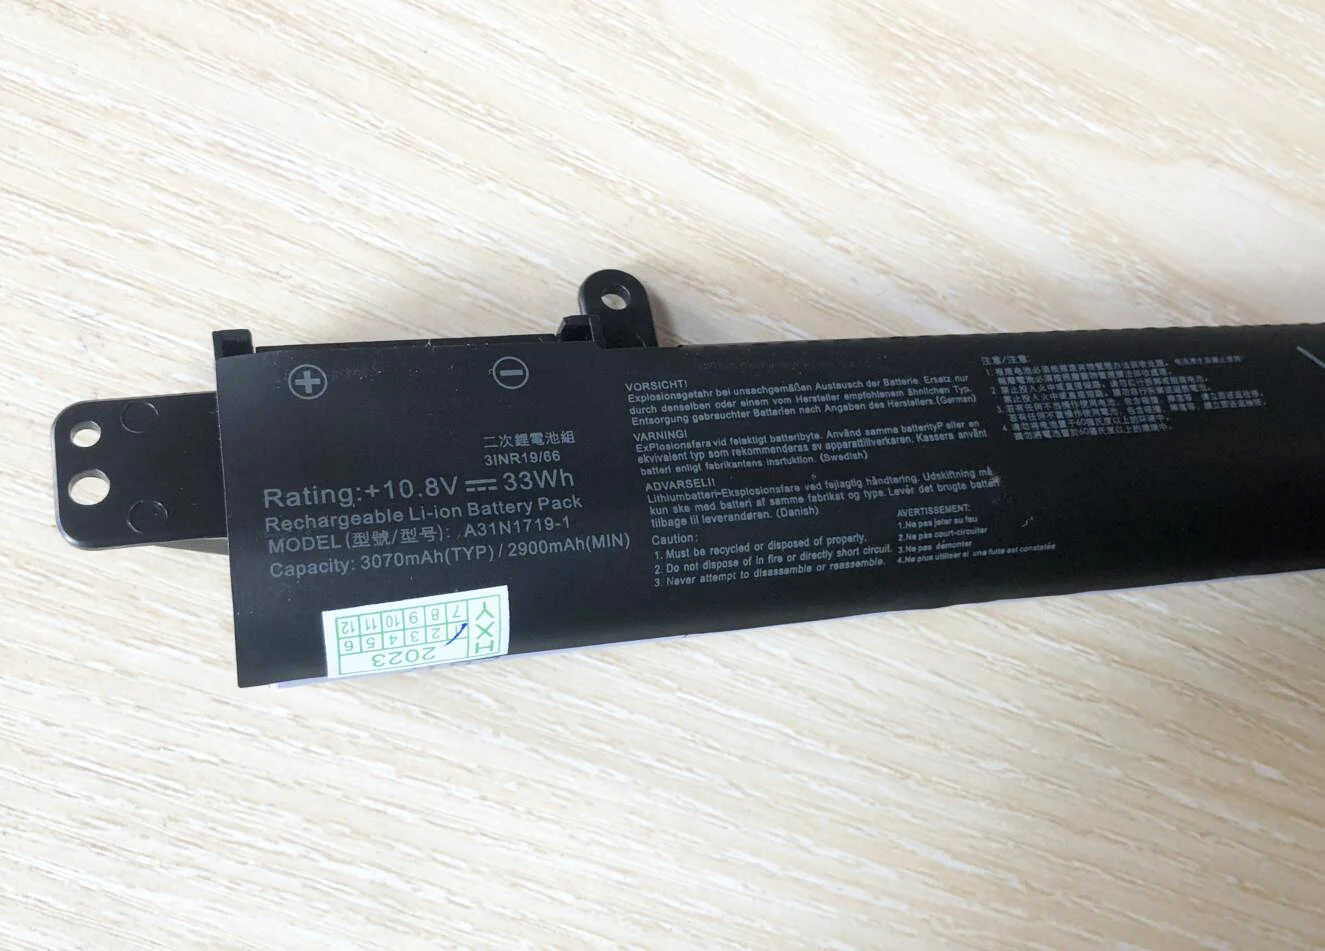 二次鋰電池組
3INR19/66
Rating:+10.8V 33Wh
Rechargeable Li-ion Battery Pack
MODEL(型號/型号): A31N1719-1
Capacity: 3070mAh(TYP)/2900mAh(MIN)
VORSICHT!
Explosionsgetahr bei unsachgemäßen Austausch der Batterie. Ersatz nur
durch denselben oder einem vom Hersteller empfohlenem ähnlichen Typ.
Entsorgung gebrauchter Batterien nach Angaben des Herstellers.(German)
VARNING!
ExPlosionsfara vid felaktigt batteribyte. Använd samma batterityP eller en
ekvivalent typ som rekommenderas av apparattillverkaren. Kassera använt
batteri enligt fabrikantens insrtuktion. (Swedish)
ADVARSELII
Lithiumbatteri-Eksplosionsfare ved fejlagtig håndtering. Udskiftning må
kun ske med batteri af samme fabrikat og type. Levér det brugte batteri
tilbage til leverandøren. (Danish)
Caution:
1. Must be recycled or disposed of properly.
2. Do not dispose of in fire or directly short circuit.
3. Never attempt to disassemble or reassemble.
AVERTISSEMENT:
1.Ne pas jeter au feu
2.Ne pas court-circuiter
3.Ne pas démonter
4.Ne plus utiliser si une fuite est constatée
注意/注意:
YXH
2023
1 2 3 4 5 6
7 8 9 10 11 12